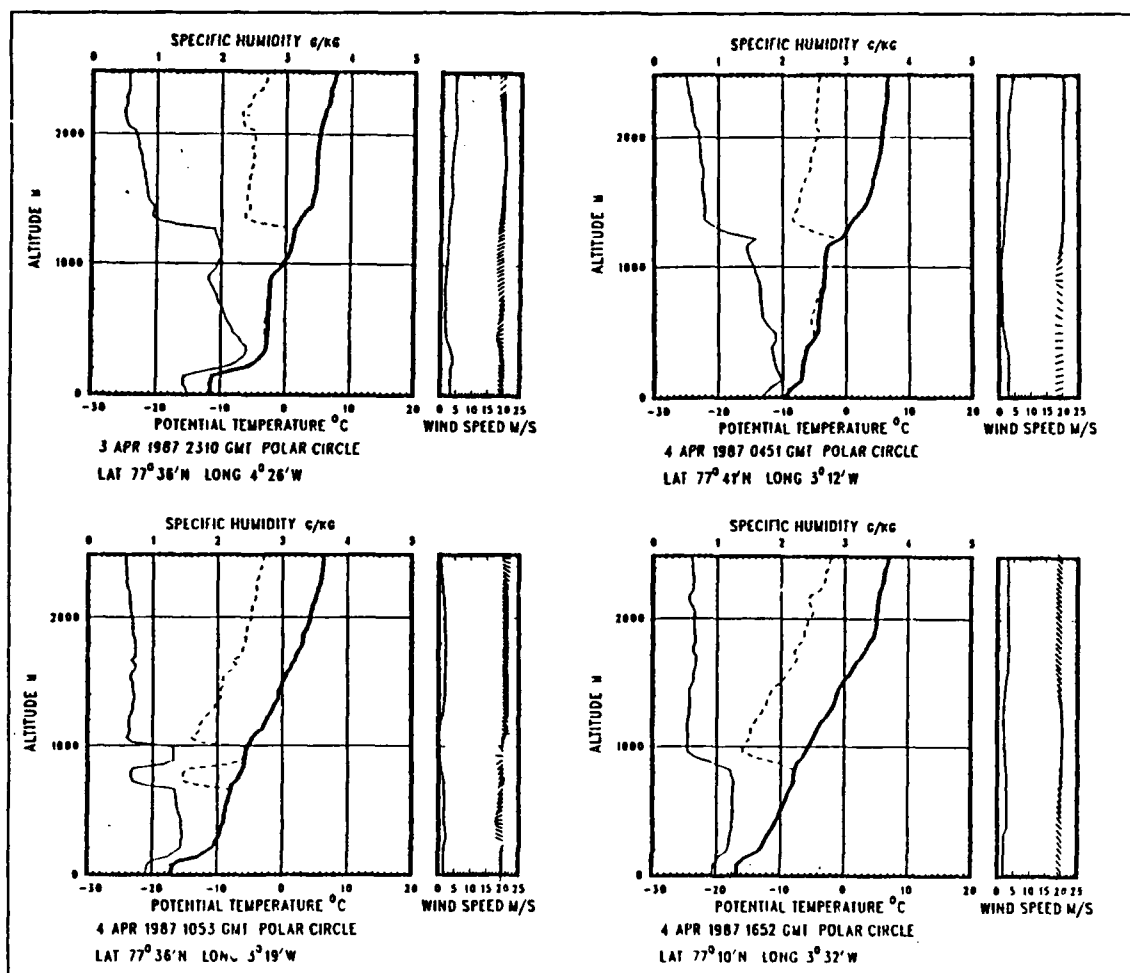 SPECIFIC HUMIDITY G/KG
0 1 2 3 4 5
2000
1000
0
ALTITUDE M
-30 -20 -10 0 10 20
POTENTIAL TEMPERATURE °C
0 5 10 15 20 25
WIND SPEED M/S
3 APR 1987 2310 GMT POLAR CIRCLE
LAT 77°36'N LONG 4°26'W
SPECIFIC HUMIDITY G/KG
0 1 2 3 4 5
2000
1000
0
ALTITUDE M
-30 -20 -10 0 10 20
POTENTIAL TEMPERATURE °C
0 5 10 15 20 25
WIND SPEED M/S
4 APR 1987 0451 GMT POLAR CIRCLE
LAT 77°41'N LONG 3°12'W
SPECIFIC HUMIDITY G/KG
0 1 2 3 4 5
2000
1000
0
ALTITUDE M
-30 -20 -10 0 10 20
POTENTIAL TEMPERATURE °C
0 5 10 15 20 25
WIND SPEED M/S
4 APR 1987 1053 GMT POLAR CIRCLE
LAT 77°36'N LONG 3°19'W
SPECIFIC HUMIDITY G/KG
0 1 2 3 4 5
2000
1000
0
ALTITUDE M
-30 -20 -10 0 10 20
POTENTIAL TEMPERATURE °C
0 5 10 15 20 25
WIND SPEED M/S
4 APR 1987 1652 GMT POLAR CIRCLE
LAT 77°10'N LONG 3°32'W